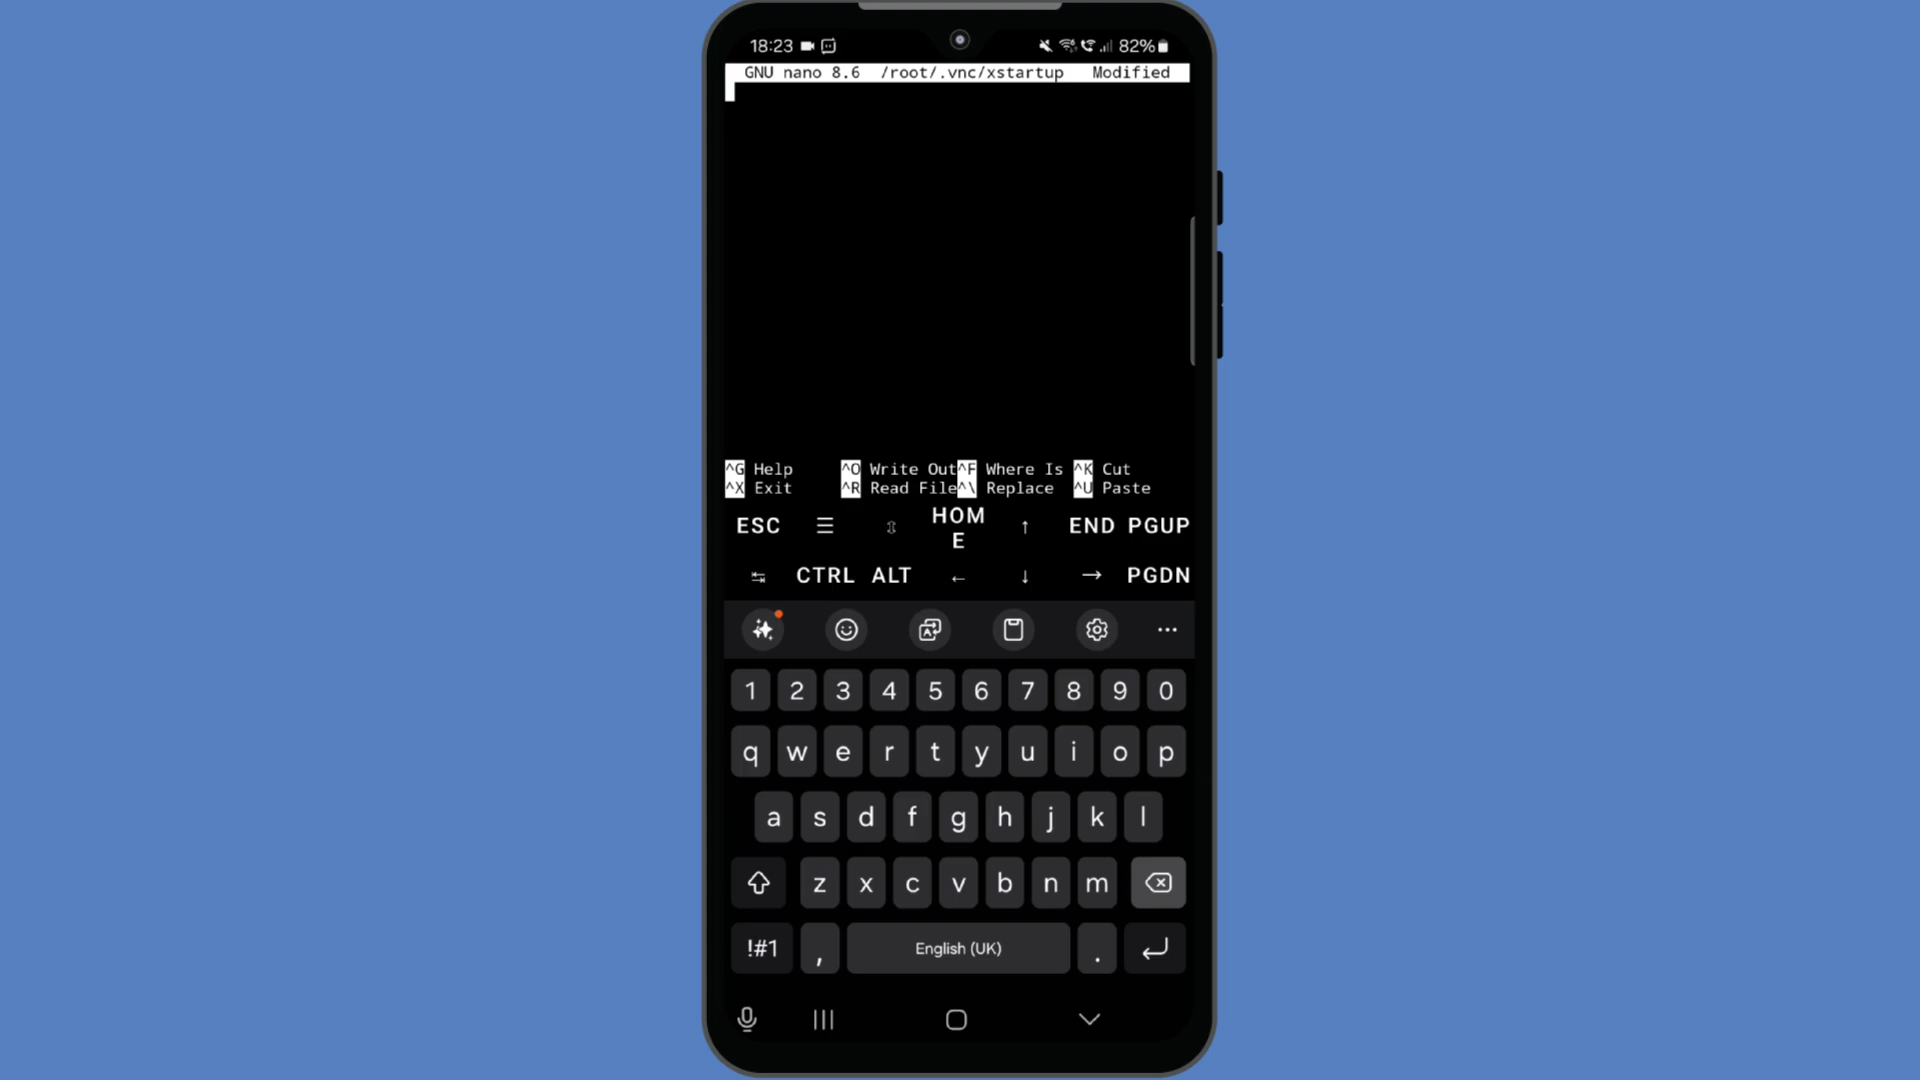 18:23 82%
GNU nano 8.6 /root/.vnc/xstartup Modified
^G Help ^O Write Out ^F Where Is ^K Cut
^X Exit ^R Read File ^\ Replace ^U Paste
ESC ☰ ⇳ HOME ↑ END PGUP
↹ CTRL ALT ← ↓ → PGDN
1 2 3 4 5 6 7 8 9 0
q w e r t y u i o p
a s d f g h j k l
z x c v b n m
!#1 , English (UK) .